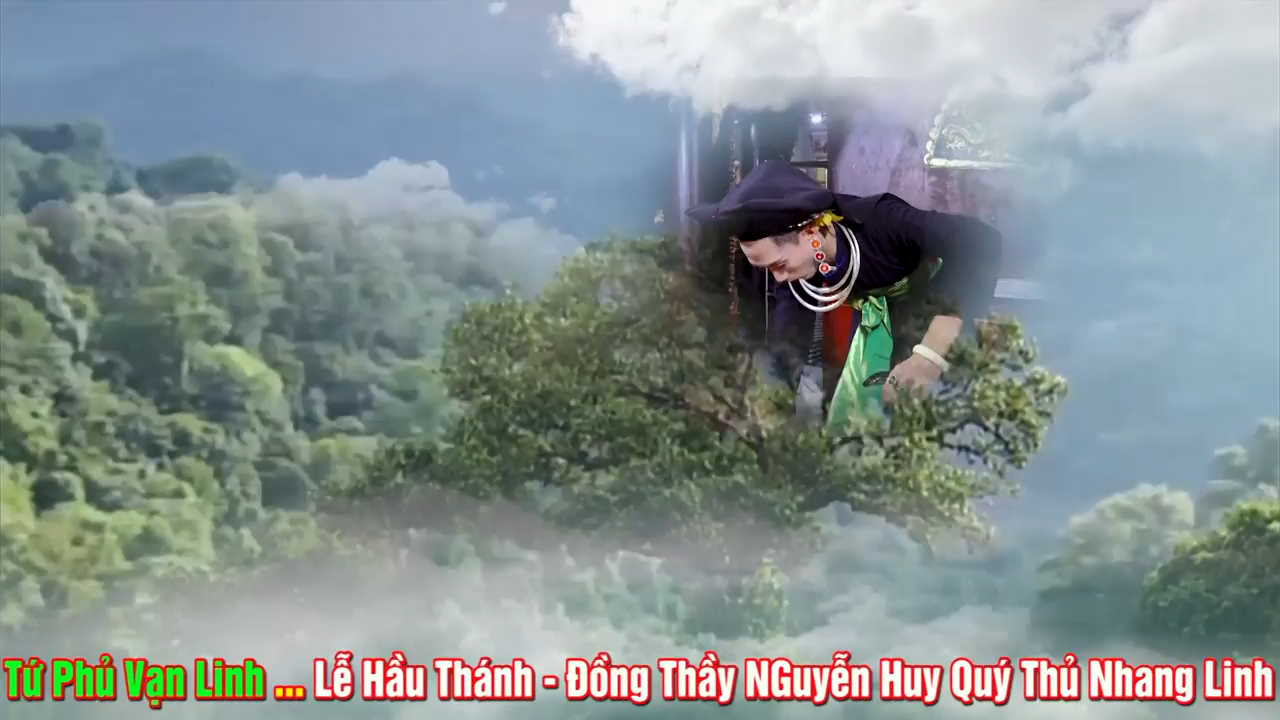 Tứ Phủ Vạn Linh ... Lễ Hầu Thánh - Đồng Thầy NGuyễn Huy Quý Thủ Nhang Linh